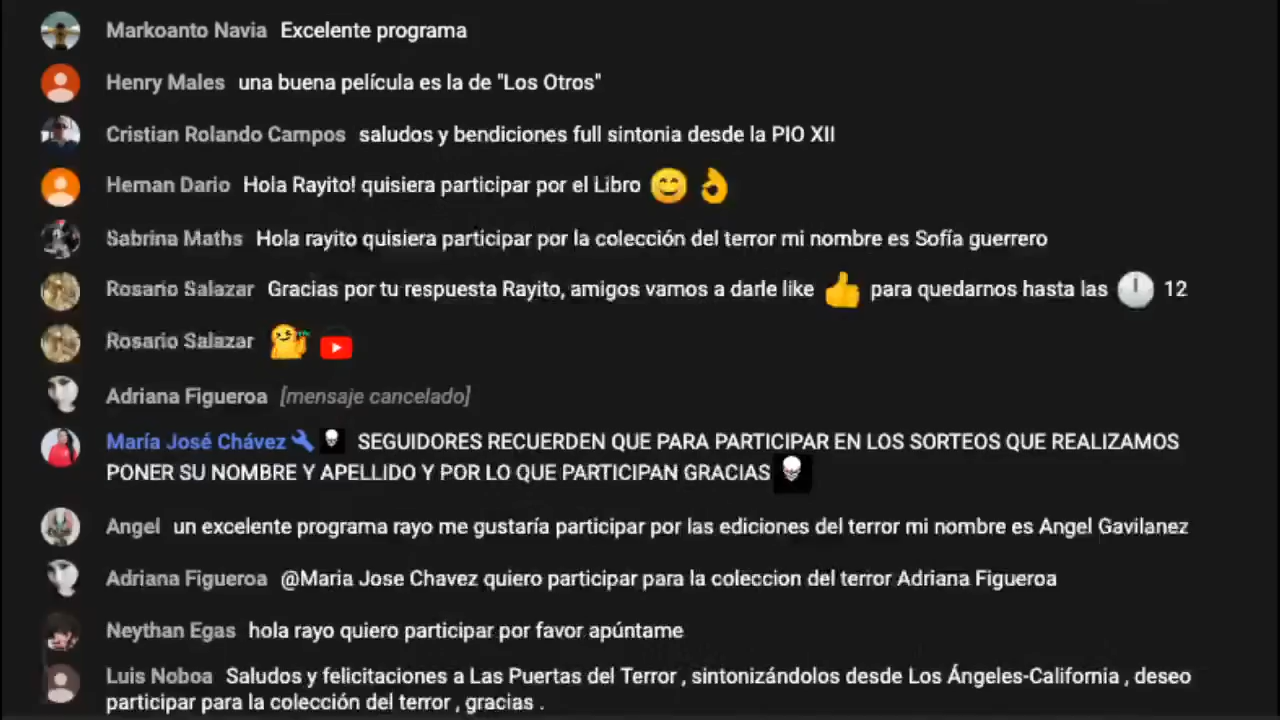 Markoanto Navia Excelente programa
Henry Males una buena película es la de "Los Otros"
Cristian Rolando Campos saludos y bendiciones full sintonia desde la PIO XII
Hernan Dario Hola Rayito! quisiera participar por el Libro
Sabrina Maths Hola rayito quisiera participar por la colección del terror mi nombre es Sofía guerrero
Rosario Salazar Gracias por tu respuesta Rayito, amigos vamos a darle like para quedarnos hasta las 12
Rosario Salazar
Adriana Figueroa [mensaje cancelado]
María José Chávez SEGUIDORES RECUERDEN QUE PARA PARTICIPAR EN LOS SORTEOS QUE REALIZAMOS
PONER SU NOMBRE Y APELLIDO Y POR LO QUE PARTICIPAN GRACIAS
Angel un excelente programa rayo me gustaría participar por las ediciones del terror mi nombre es Angel Gavilanez
Adriana Figueroa @Maria Jose Chavez quiero participar para la coleccion del terror Adriana Figueroa
Neythan Egas hola rayo quiero participar por favor apúntame
Luis Noboa Saludos y felicitaciones a Las Puertas del Terror , sintonizándolos desde Los Ángeles-California , deseo
participar para la colección del terror , gracias .